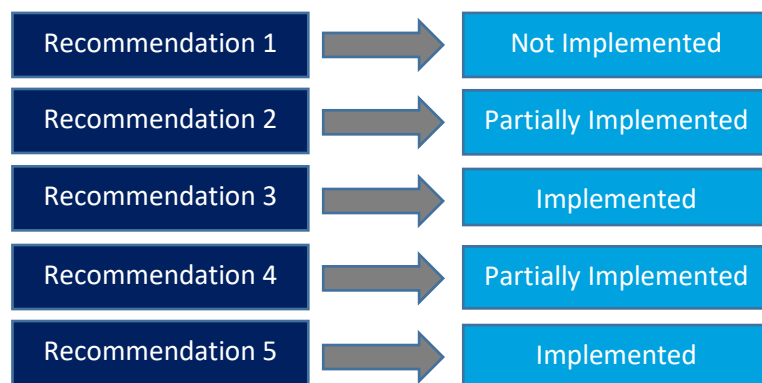 Recommendation 1
Not Implemented
Recommendation 2
Partially Implemented
Recommendation 3
Implemented
Recommendation 4
Partially Implemented
Recommendation 5
Implemented